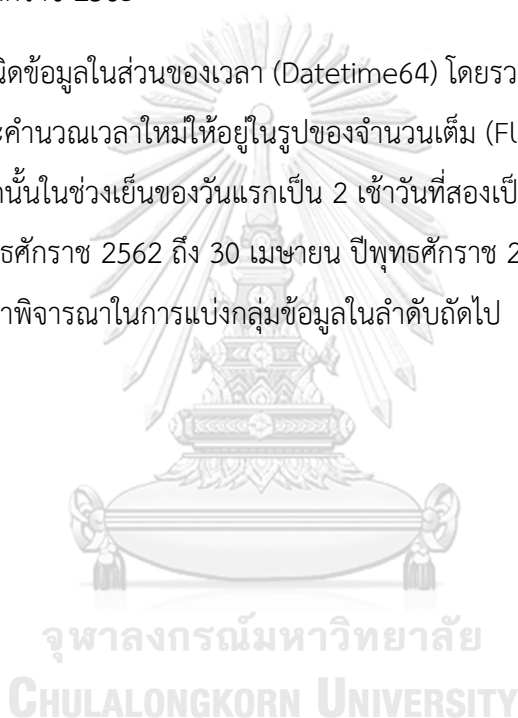 นิดข้อมูลในส่วนของเวลา (Datetime64) โดยรว
ะคำนวณเวลาใหม่ให้อยู่ในรูปของจำนวนเต็ม (FU
านั้นในช่วงเย็นของวันแรกเป็น 2 เช้าวันที่สองเป็
ธศักราช 2562 ถึง 30 เมษายน ปีพุทธศักราช 2
าพิจารณาในการแบ่งกลุ่มข้อมูลในลำดับถัดไป
จุฬาลงกรณ์มหาวิทยาลัย
CHULALONGKORN UNIVERSITY